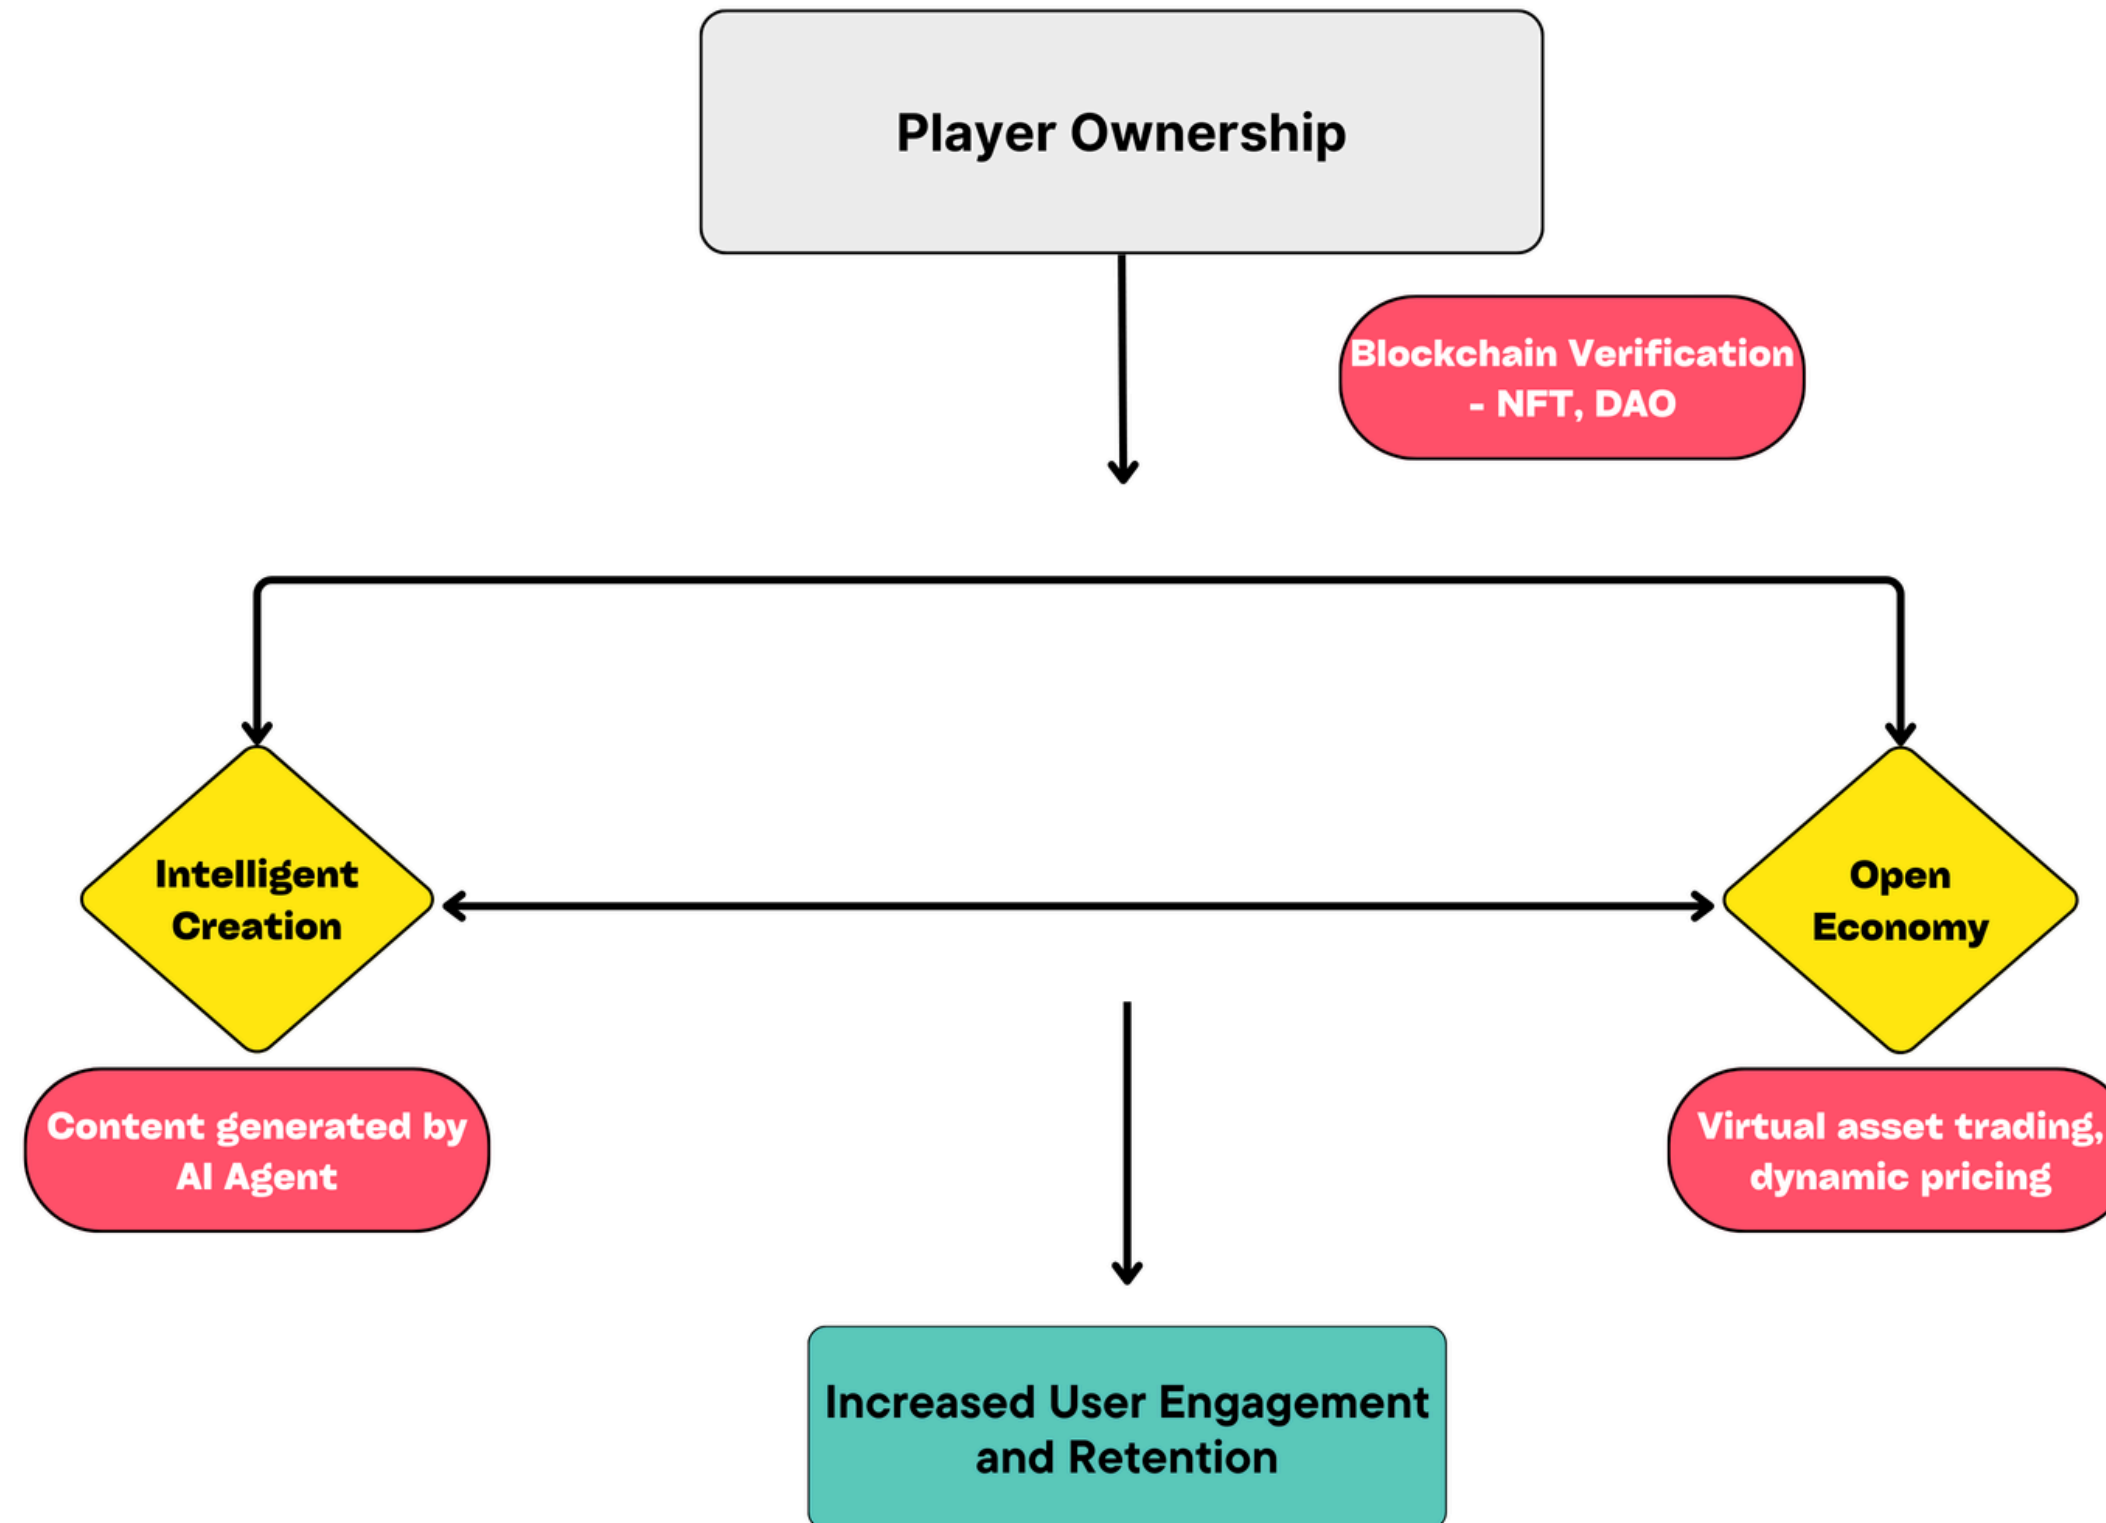 Player Ownership
Blockchain Verification
- NFT, DAO
Intelligent
Creation
Open
Economy
Content generated by
AI Agent
Virtual asset trading,
dynamic pricing
Increased User Engagement
and Retention